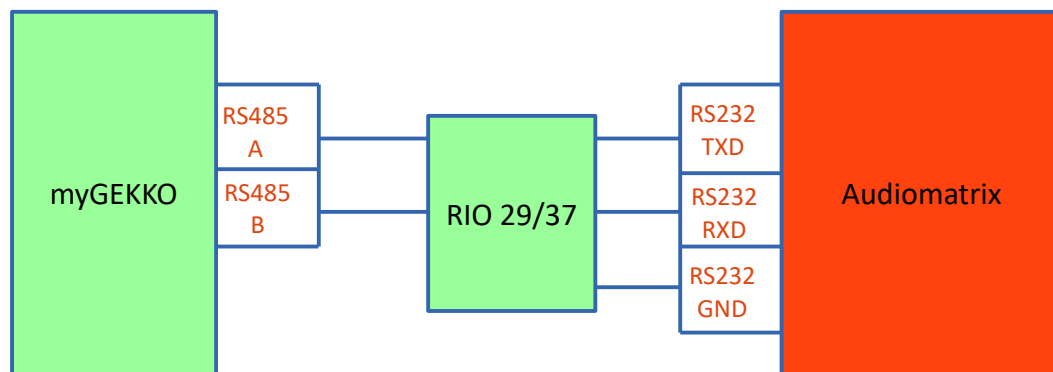 myGEKKO
RS485
A
RS485
B
RIO 29/37
RS232
TXD
RS232
RXD
RS232
GND
Audiomatrix